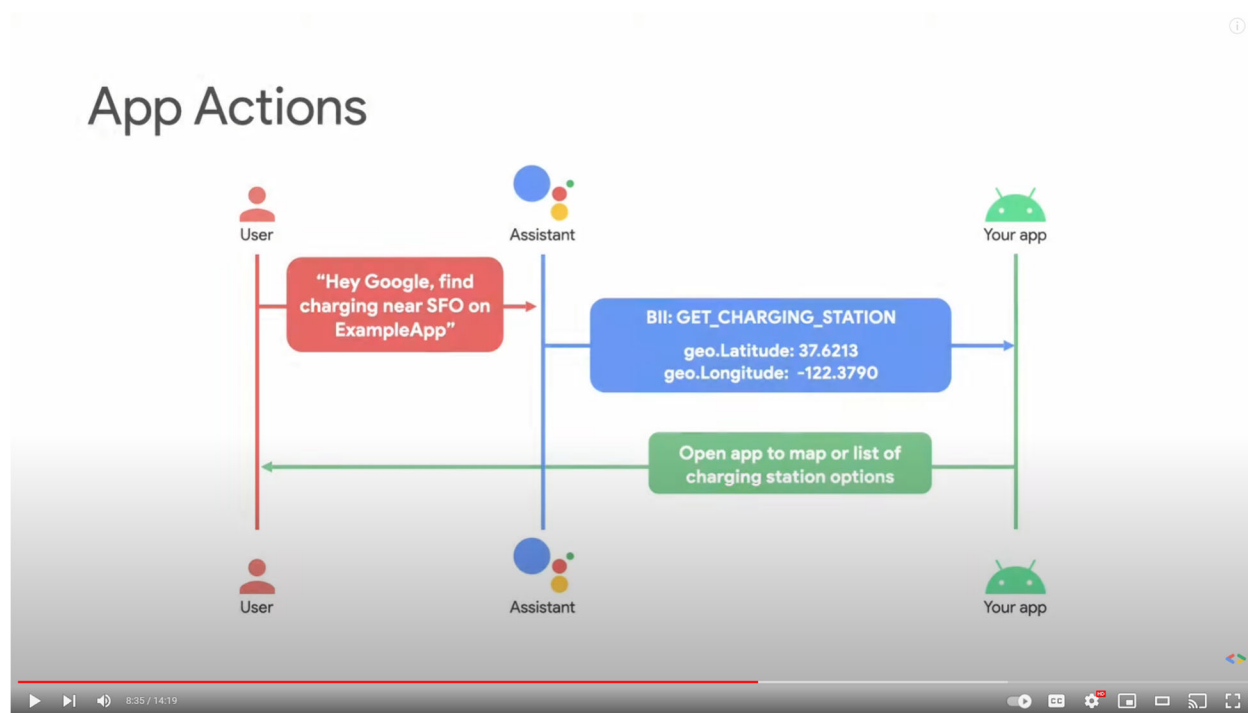 App Actions
User
Assistant
Your app
“Hey Google, find
charging near SFO on
ExampleApp”
BII: GET_CHARGING_STATION
geo.Latitude: 37.6213
geo.Longitude: -122.3790
Open app to map or list of
charging station options
User
Assistant
Your app
8:35 / 14:19
CC
HD